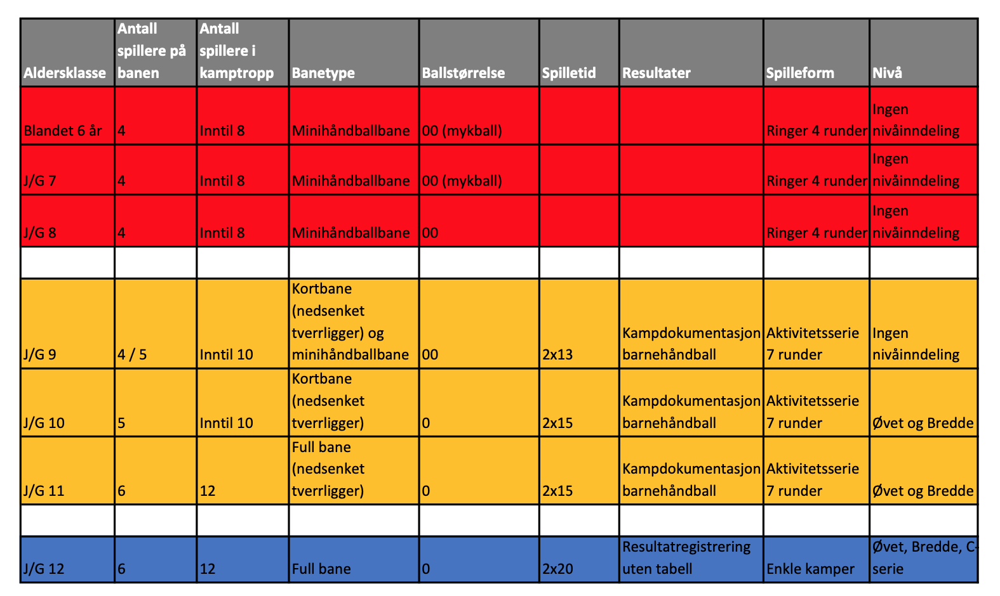 Aldersklasse
Antall
spillere på
banen
Antall
spillere i
kamptropp
Banetype
Ballstørrelse
Spilletid
Resultater
Spilleform
Nivå
Blandet 6 år
4
Inntil 8
Minihåndballbane
00 (mykball)
Ringer 4 runder
Ingen
nivåinndeling
J/G 7
4
Inntil 8
Minihåndballbane
00 (mykball)
Ringer 4 runder
Ingen
nivåinndeling
J/G 8
4
Inntil 8
Minihåndballbane
00
Ringer 4 runder
Ingen
nivåinndeling
J/G 9
4 / 5
Inntil 10
Kortbane
(nedsenket
tverrligger) og
minihåndballbane
00
2x13
Kampdokumentasjon
barnehåndball
Aktivitetsserie
7 runder
Ingen
nivåinndeling
J/G 10
5
Inntil 10
Kortbane
(nedsenket
tverrligger)
0
2x15
Kampdokumentasjon
barnehåndball
Aktivitetsserie
7 runder
Øvet og Bredde
J/G 11
6
12
Full bane
(nedsenket
tverrligger)
0
2x15
Kampdokumentasjon
barnehåndball
Aktivitetsserie
7 runder
Øvet og Bredde
J/G 12
6
12
Full bane
0
2x20
Resultatregistrering
uten tabell
Enkle kamper
Øvet, Bredde, C-
serie